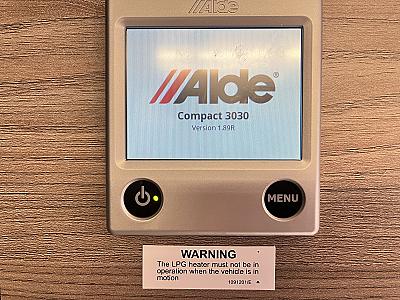 Alde
Alde®
Compact 3030
Version 1.89R
MENU
WARNING
The LPG heater must not be in
operation when the vehicle is in
motion
1091201/E